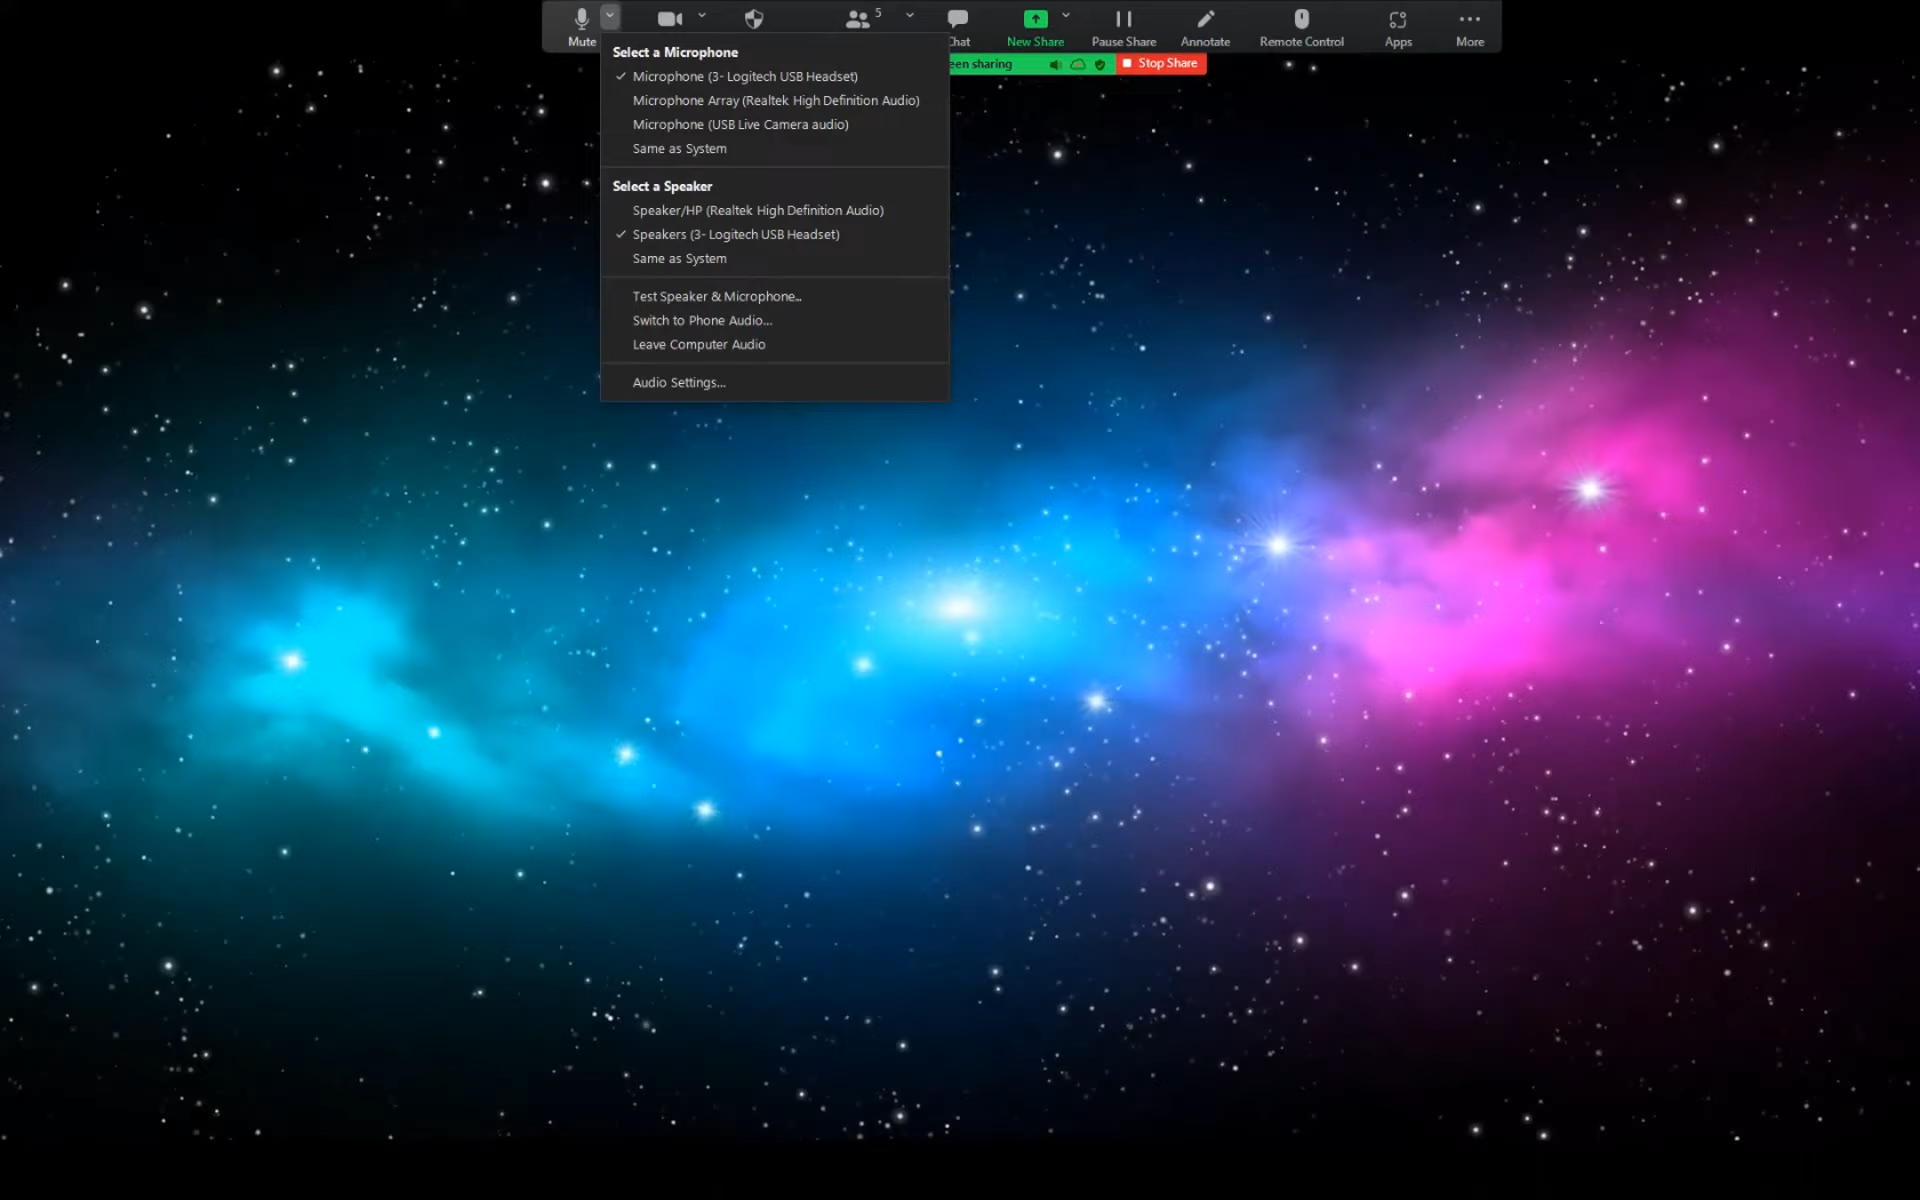 Mute
5
Chat
New Share
Pause Share
Annotate
Remote Control
Apps
More
een sharing
Stop Share
Select a Microphone
Microphone (3- Logitech USB Headset)
Microphone Array (Realtek High Definition Audio)
Microphone (USB Live Camera audio)
Same as System
Select a Speaker
Speaker/HP (Realtek High Definition Audio)
Speakers (3- Logitech USB Headset)
Same as System
Test Speaker & Microphone...
Switch to Phone Audio...
Leave Computer Audio
Audio Settings...